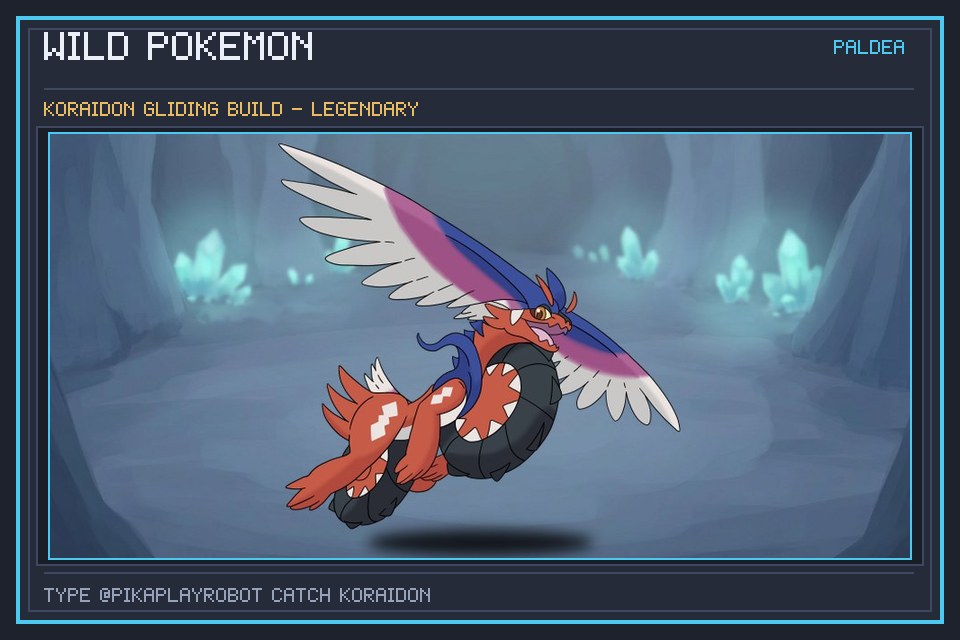 WILD POKEMON
PALDEA
KORAIDON GLIDING BUILD - LEGENDARY
TYPE @PIKAPLAYROBOT CATCH KORAIDON